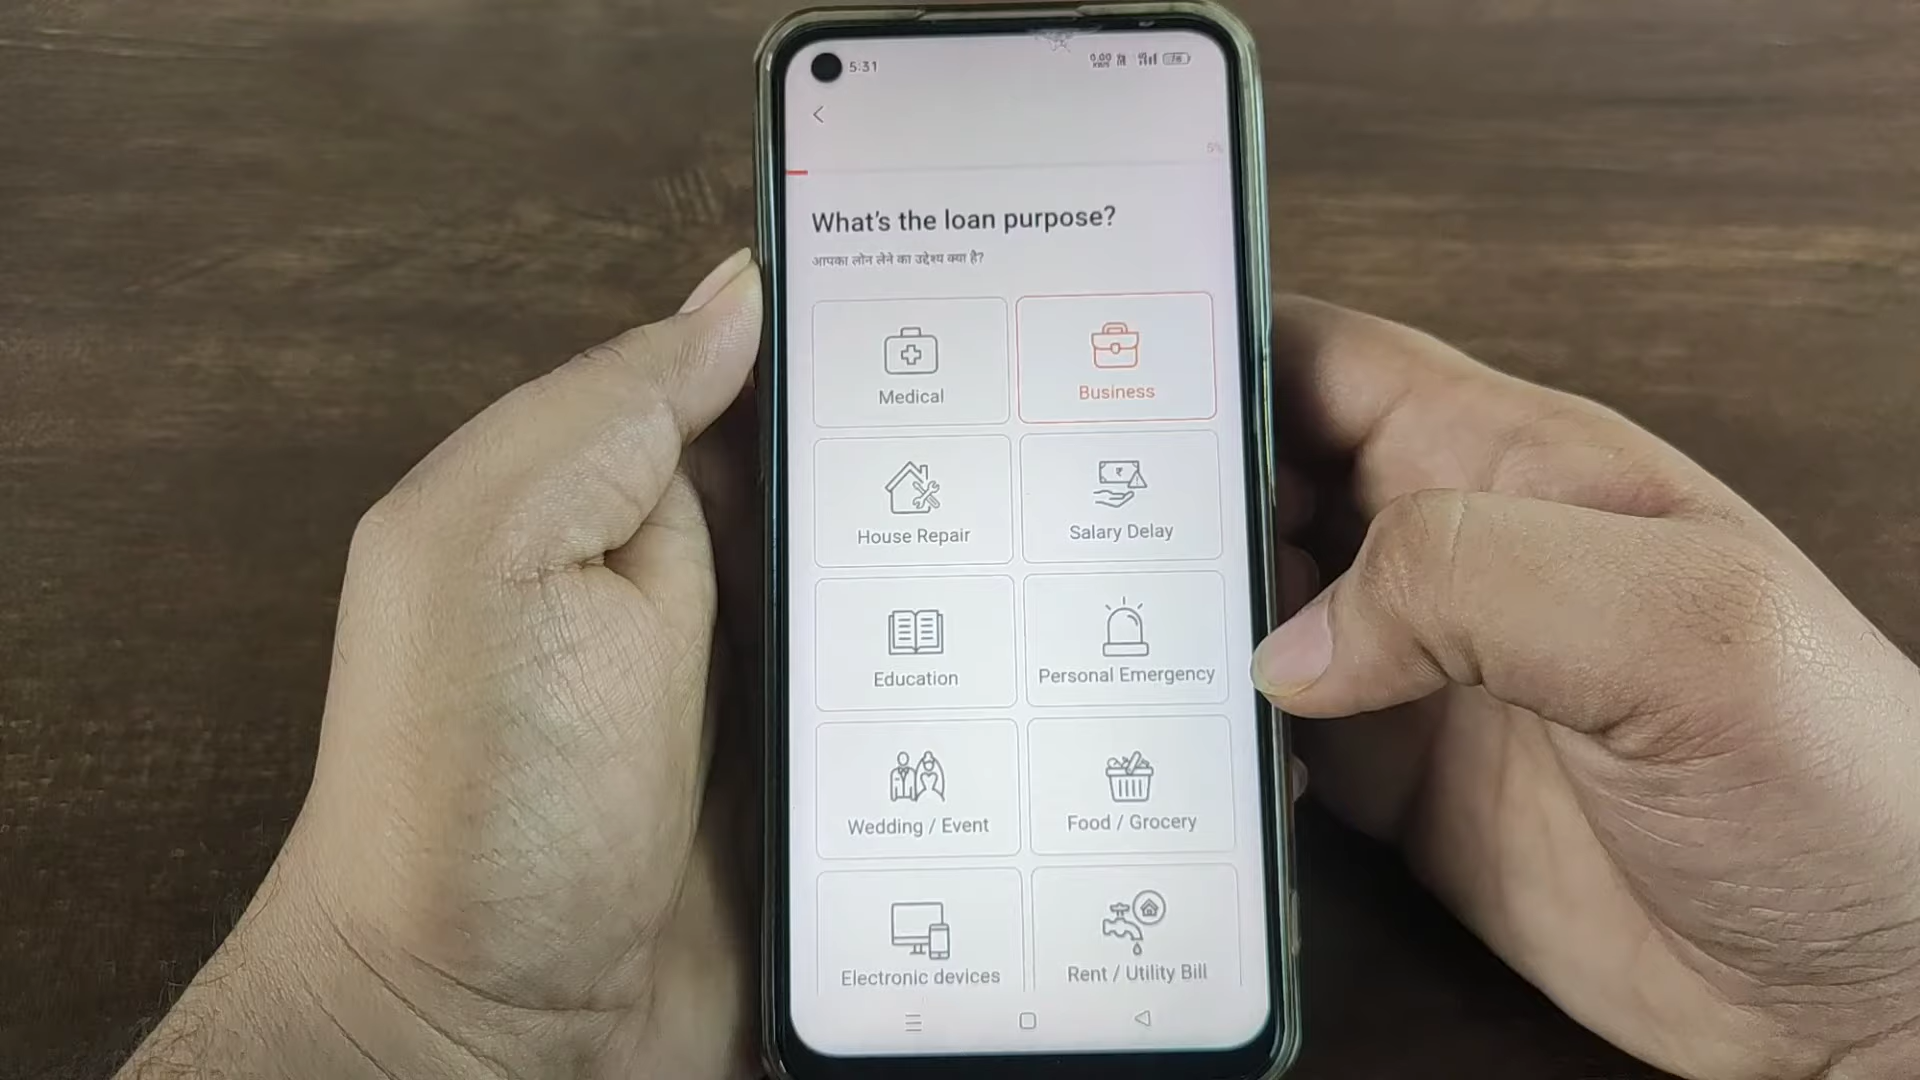 5:31
5%
What's the loan purpose?
आपका लोन लेने का उद्देश्य क्या है?
Medical
Business
House Repair
Salary Delay
Education
Personal Emergency
Wedding / Event
Food / Grocery
Electronic devices
Rent / Utility Bill